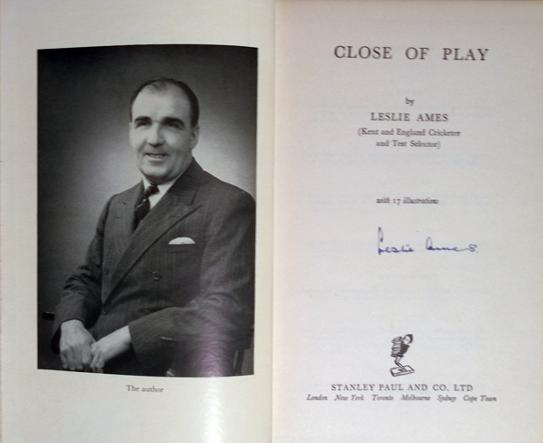 The author
CLOSE OF PLAY
by
LESLIE AMES
(Kent and England Cricketer
and Test Selector)
with 17 illustrations
Leslie Ames.
STANLEY PAUL AND CO. LTD
London New York Toronto Melbourne Sydney Cape Town